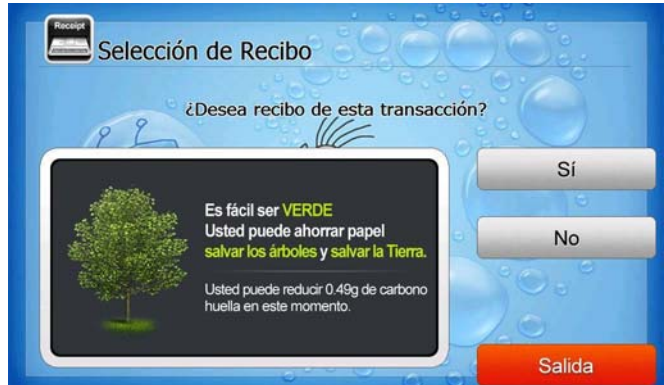 Receipt
Selección de Recibo
¿Desea recibo de esta transacción?
Es fácil ser VERDE
Usted puede ahorrar papel
salvar los árboles y salvar la Tierra.
Usted puede reducir 0.49g de carbono
huella en este momento.
Sí
No
Salida